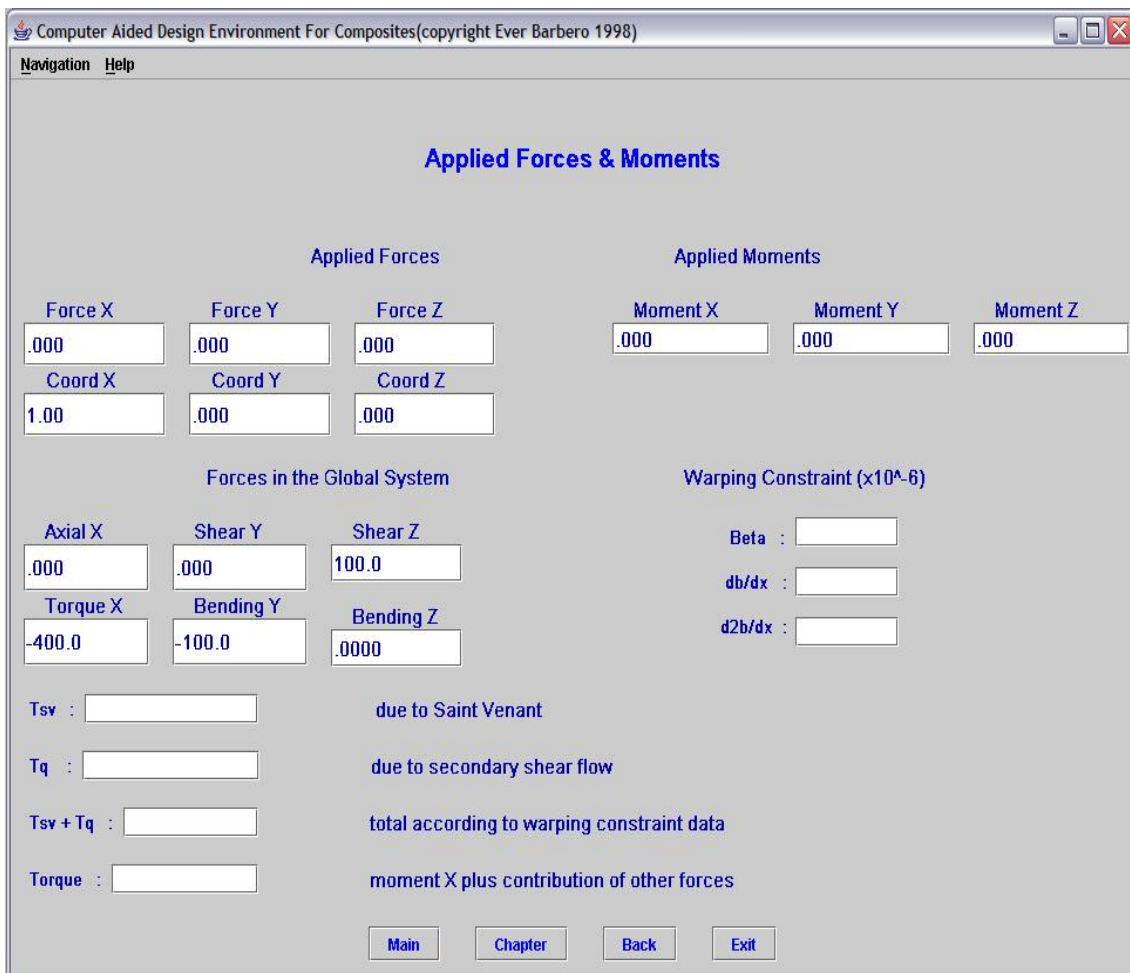 Computer Aided Design Environment For Composites(copyright Ever Barbero 1998)
Navigation Help
Applied Forces & Moments
Applied Forces Applied Moments
Force X Force Y Force Z Moment X Moment Y Moment Z
.000 .000 .000 .000 .000 .000
Coord X Coord Y Coord Z
1.00 .000 .000
Forces in the Global System Warping Constraint (x10^-6)
Axial X Shear Y Shear Z
.000 .000 100.0
Beta :
db/dx :
Torque X Bending Y Bending Z
-400.0 -100.0 .0000
d2b/dx :
Tsv : due to Saint Venant
Tq : due to secondary shear flow
Tsv + Tq : total according to warping constraint data
Torque : moment X plus contribution of other forces
Main Chapter Back Exit